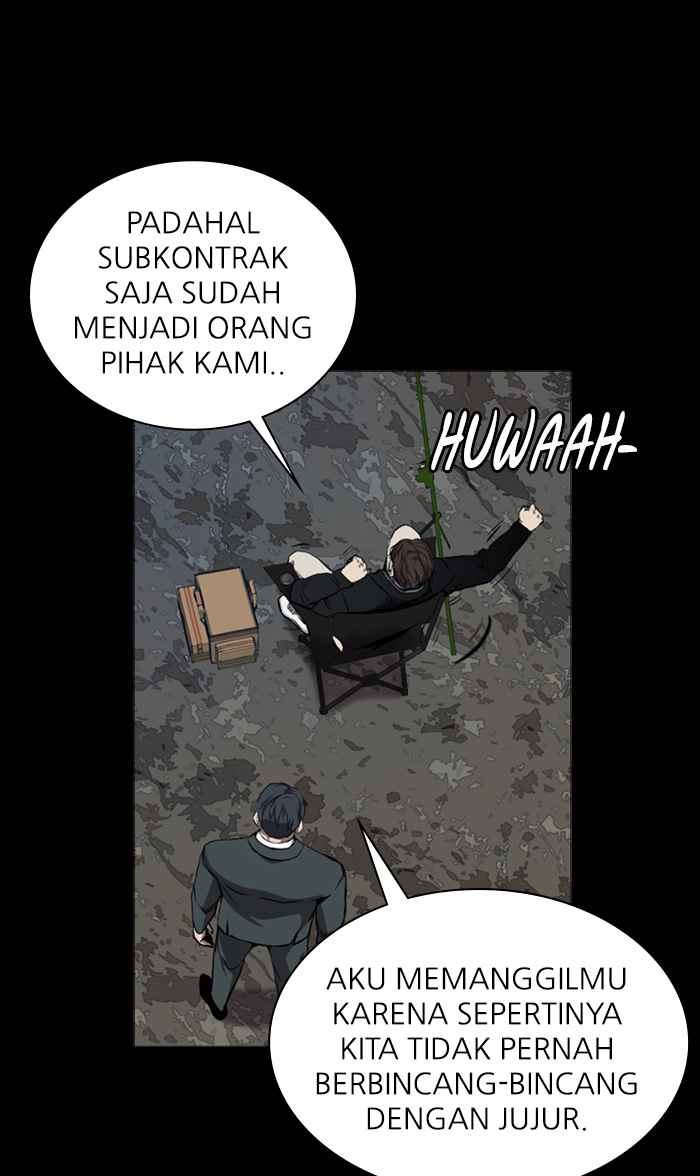 PADAHAL
SUBKONTRAK
SAJA SUDAH
MENJADI ORANG
PIHAK KAMI..
HUWAAH-
AKU MEMANGGILMU
KARENA SEPERTINYA
KITA TIDAK PERNAH
BERBINCANG-BINCANG
DENGAN JUJUR.